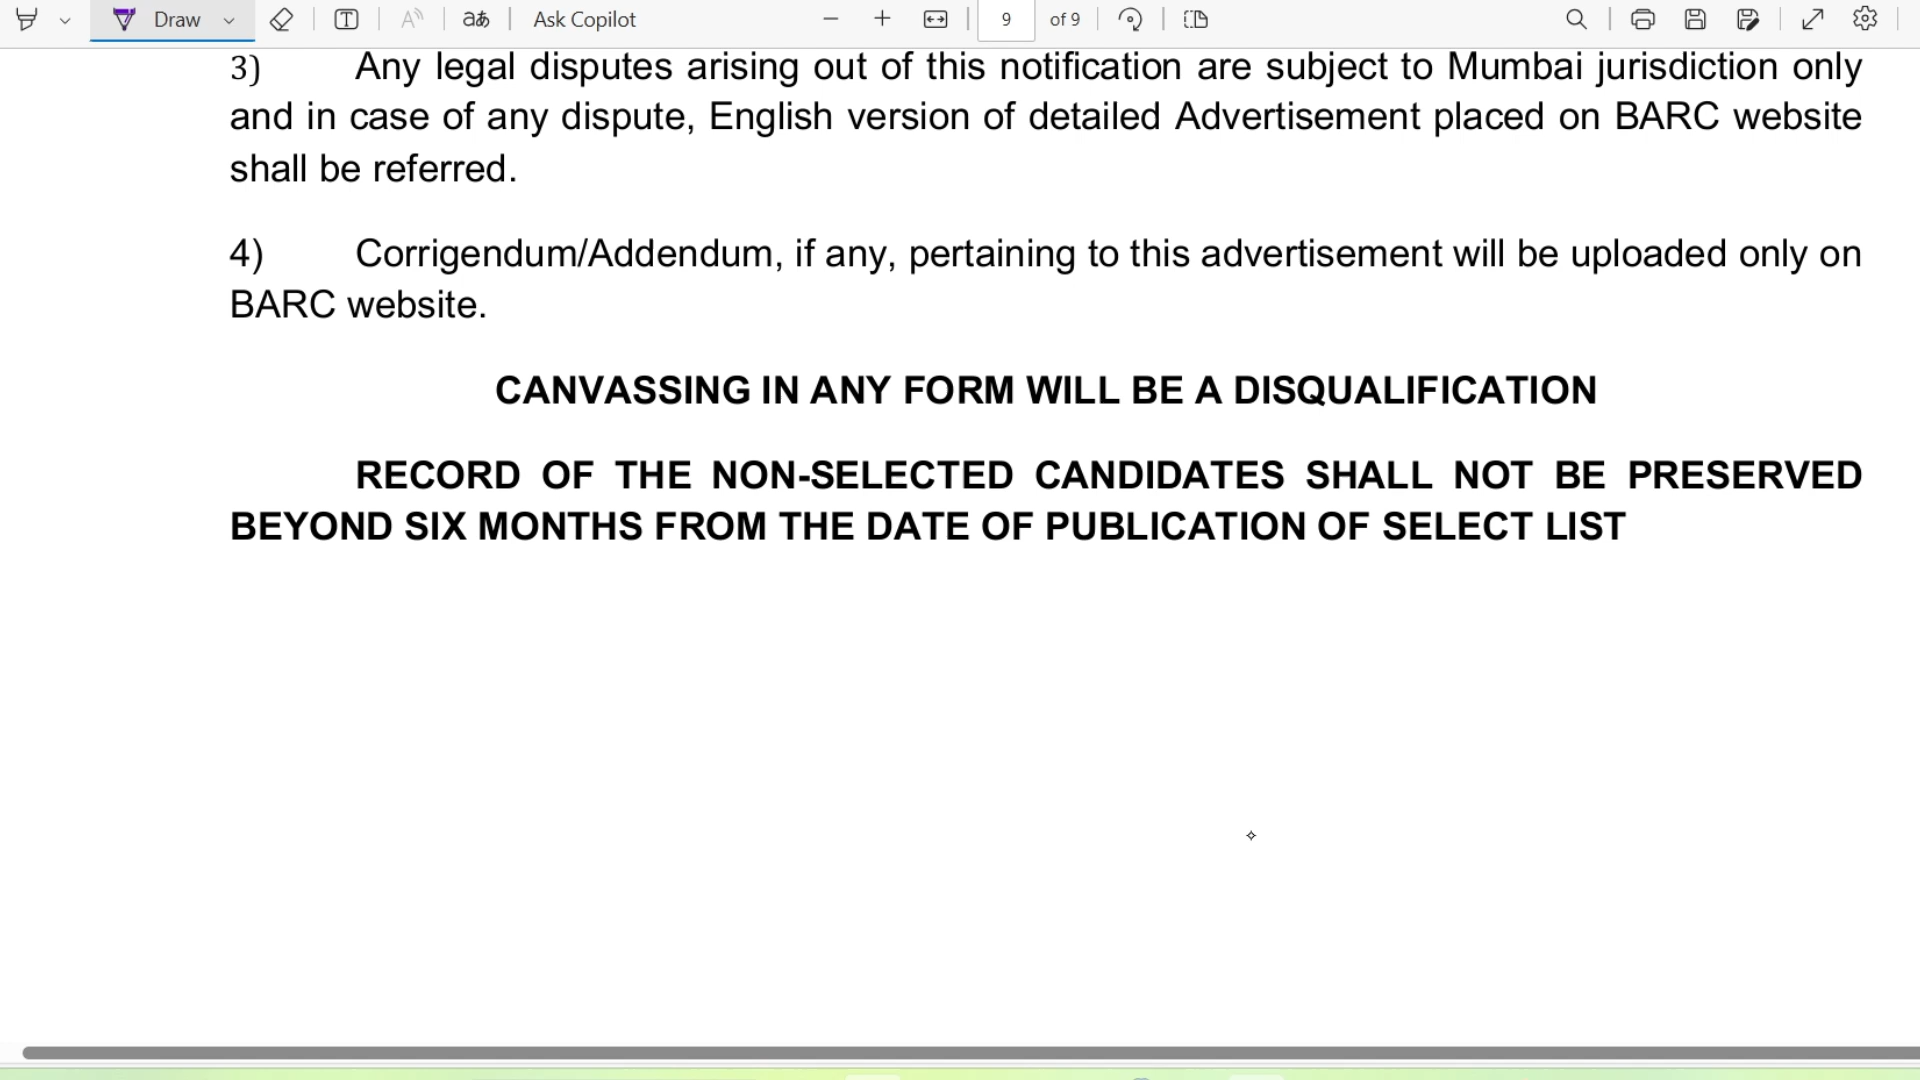 Draw
aあ
Ask Copilot
9 of 9
3) Any legal disputes arising out of this notification are subject to Mumbai jurisdiction only
and in case of any dispute, English version of detailed Advertisement placed on BARC website
shall be referred.
4) Corrigendum/Addendum, if any, pertaining to this advertisement will be uploaded only on
BARC website.
CANVASSING IN ANY FORM WILL BE A DISQUALIFICATION
RECORD OF THE NON-SELECTED CANDIDATES SHALL NOT BE PRESERVED
BEYOND SIX MONTHS FROM THE DATE OF PUBLICATION OF SELECT LIST